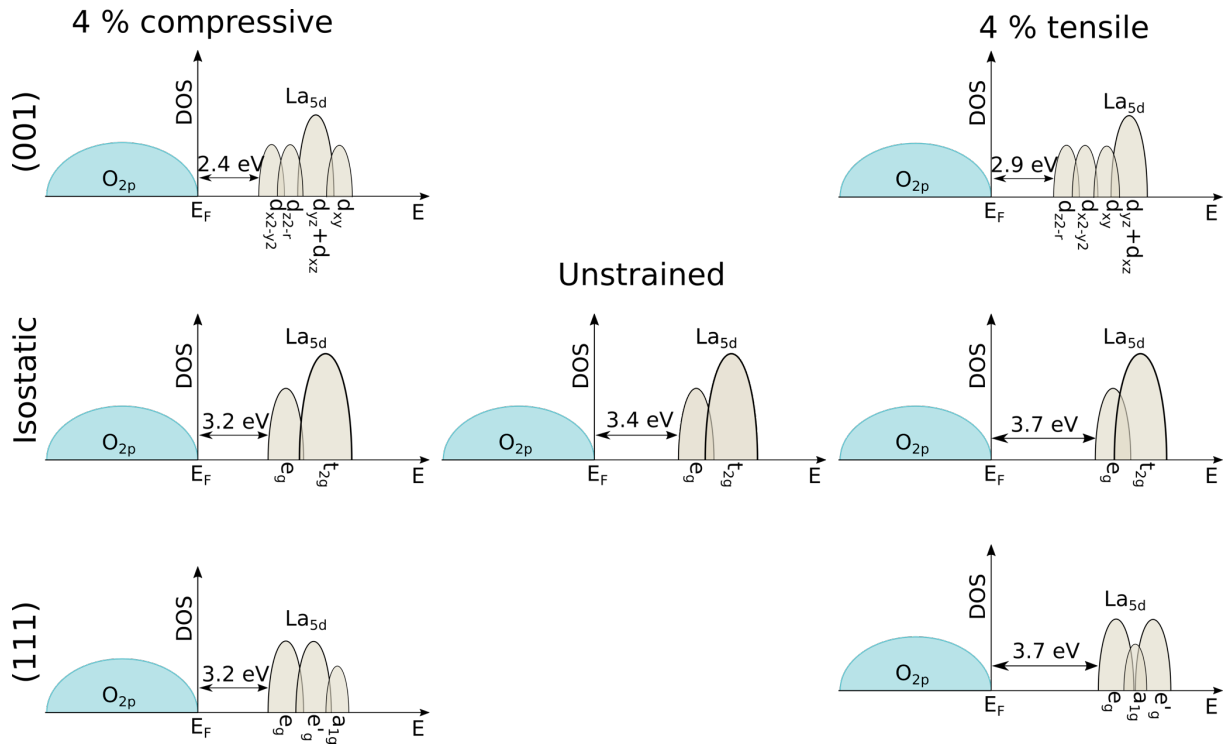 4 % compressive
4 % tensile
(001)
DOS
La5d
2.4 eV
O2p
EF
E
dx2-y2
dz2-r
dyz+dxz
dxy
DOS
La5d
2.9 eV
O2p
EF
E
dz2-r
dx2-y2
dxy
dyz+dxz
Unstrained
Isostatic
DOS
La5d
3.2 eV
O2p
EF
E
eg
t2g
DOS
La5d
3.4 eV
O2p
EF
E
eg
t2g
DOS
La5d
3.7 eV
O2p
EF
E
eg
t2g
(111)
DOS
La5d
3.2 eV
O2p
EF
E
eg
e'g
a1g
DOS
La5d
3.7 eV
O2p
EF
E
eg
a1g
e'g